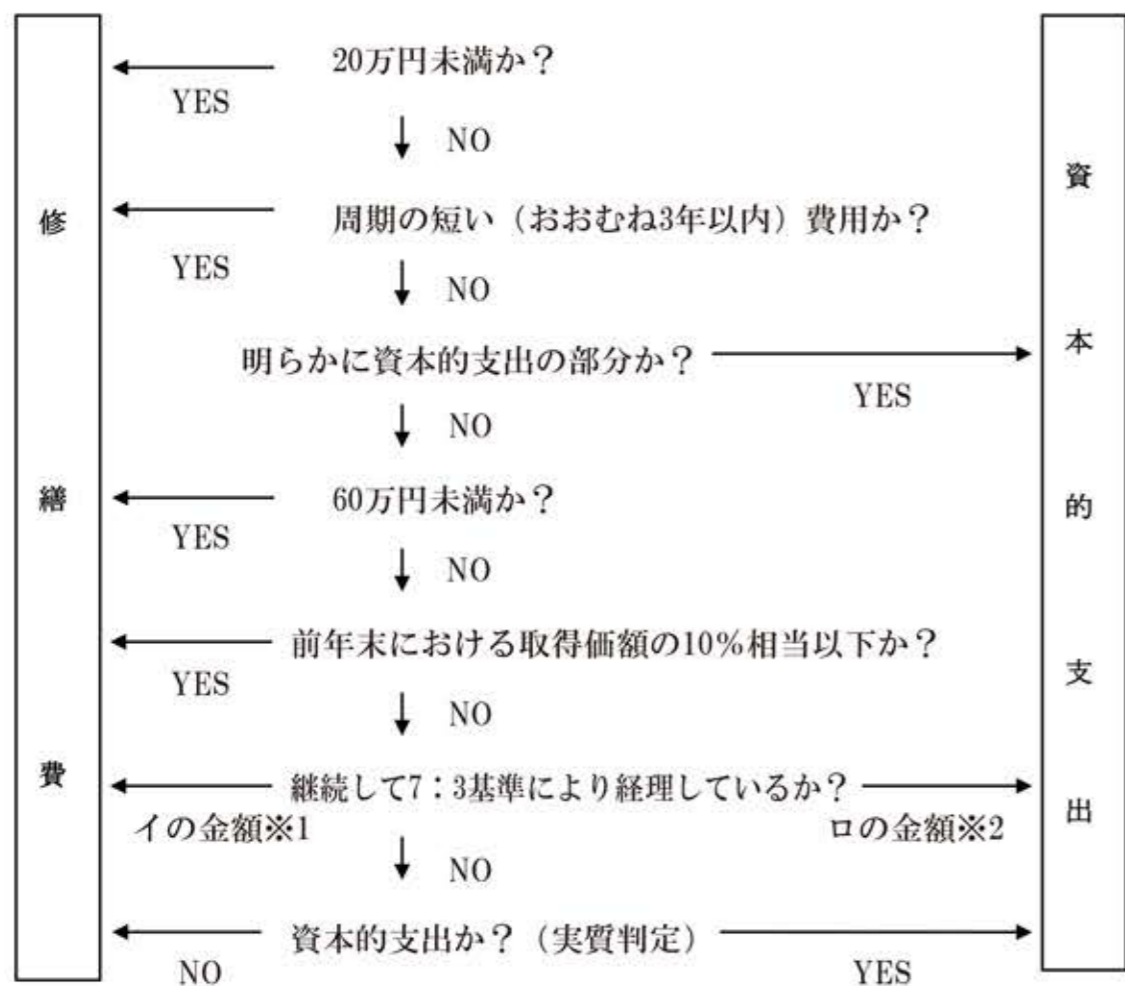 20万円未満か？
YES
NO
周期の短い（おおむね3年以内）費用か？
YES
NO
明らかに資本的支出の部分か？
YES
NO
60万円未満か？
YES
NO
前年末における取得価額の10%相当以下か？
YES
NO
継続して7：3基準により経理しているか？
イの金額※1
ロの金額※2
NO
資本的支出か？（実質判定）
NO
YES
修繕費
資本的支出